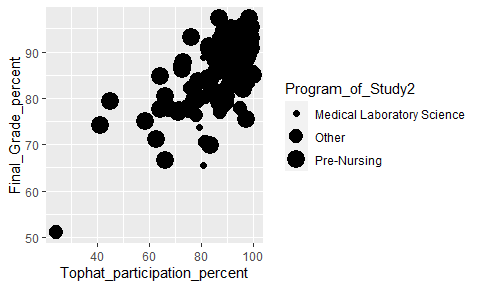 Final_Grade_percent
90
80
70
60
50
40
60
80
100
Tophat_participation_percent
Program_of_Study2
Medical Laboratory Science
Other
Pre-Nursing